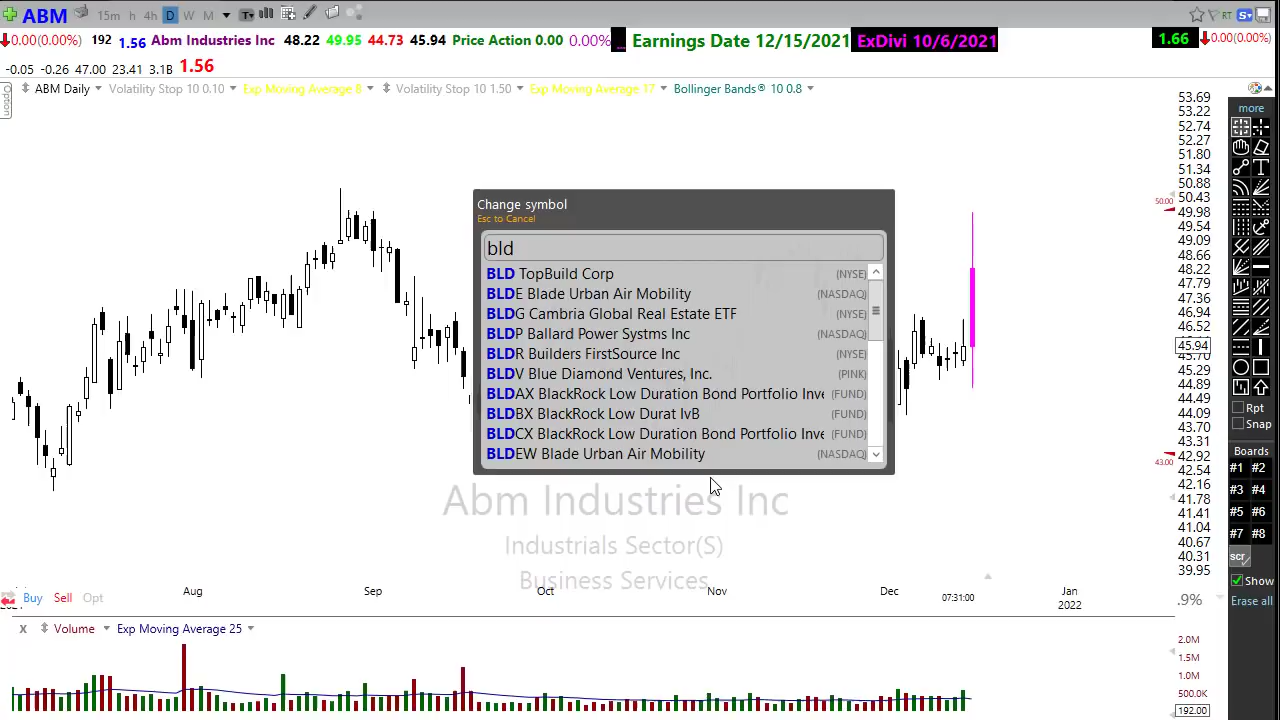 ABM 15m h 4h D W M T RT S
0.00(0.00%) 192 1.56 Abm Industries Inc 48.22 49.95 44.73 45.94 Price Action 0.00 0.00% Earnings Date 12/15/2021 ExDivi 10/6/2021 1.66 0.00(0.00%)
-0.05 -0.26 47.00 23.41 3.1B 1.56
Option
ABM Daily Volatility Stop 10 0.10 Exp Moving Average 8 Volatility Stop 10 1.50 Exp Moving Average 17 Bollinger Bands® 10 0.8
53.69
53.22
52.74
52.27
51.80
51.34
50.88
50.43
50.00
49.98
49.54
49.09
48.66
48.22
47.79
47.36
46.94
46.52
45.94
45.70
45.29
44.89
44.49
44.09
43.70
43.31
42.92
43.00
42.54
42.16
41.78
41.41
41.04
40.67
40.31
39.95
more
T
Rpt
Snap
Boards
#1 #2
#3 #4
#5 #6
#7 #8
scr
Show
Erase all
Change symbol
Esc to Cancel
bld
BLD TopBuild Corp (NYSE)
BLDE Blade Urban Air Mobility (NASDAQ)
BLDG Cambria Global Real Estate ETF (NYSE)
BLDP Ballard Power Systms Inc (NASDAQ)
BLDR Builders FirstSource Inc (NYSE)
BLDV Blue Diamond Ventures, Inc. (PINK)
BLDAX BlackRock Low Duration Bond Portfolio Inve (FUND)
BLDBX BlackRock Low Durat IvB (FUND)
BLDCX BlackRock Low Duration Bond Portfolio Inve (FUND)
BLDEW Blade Urban Air Mobility (NASDAQ)
Abm Industries Inc
Industrials Sector(S)
Business Services
Buy Sell Opt
Aug Sep Oct Nov Dec 07:31:00 Jan
2022
.9%
X Volume Exp Moving Average 25
2.0M
1.5M
1.0M
500.0K
192.00